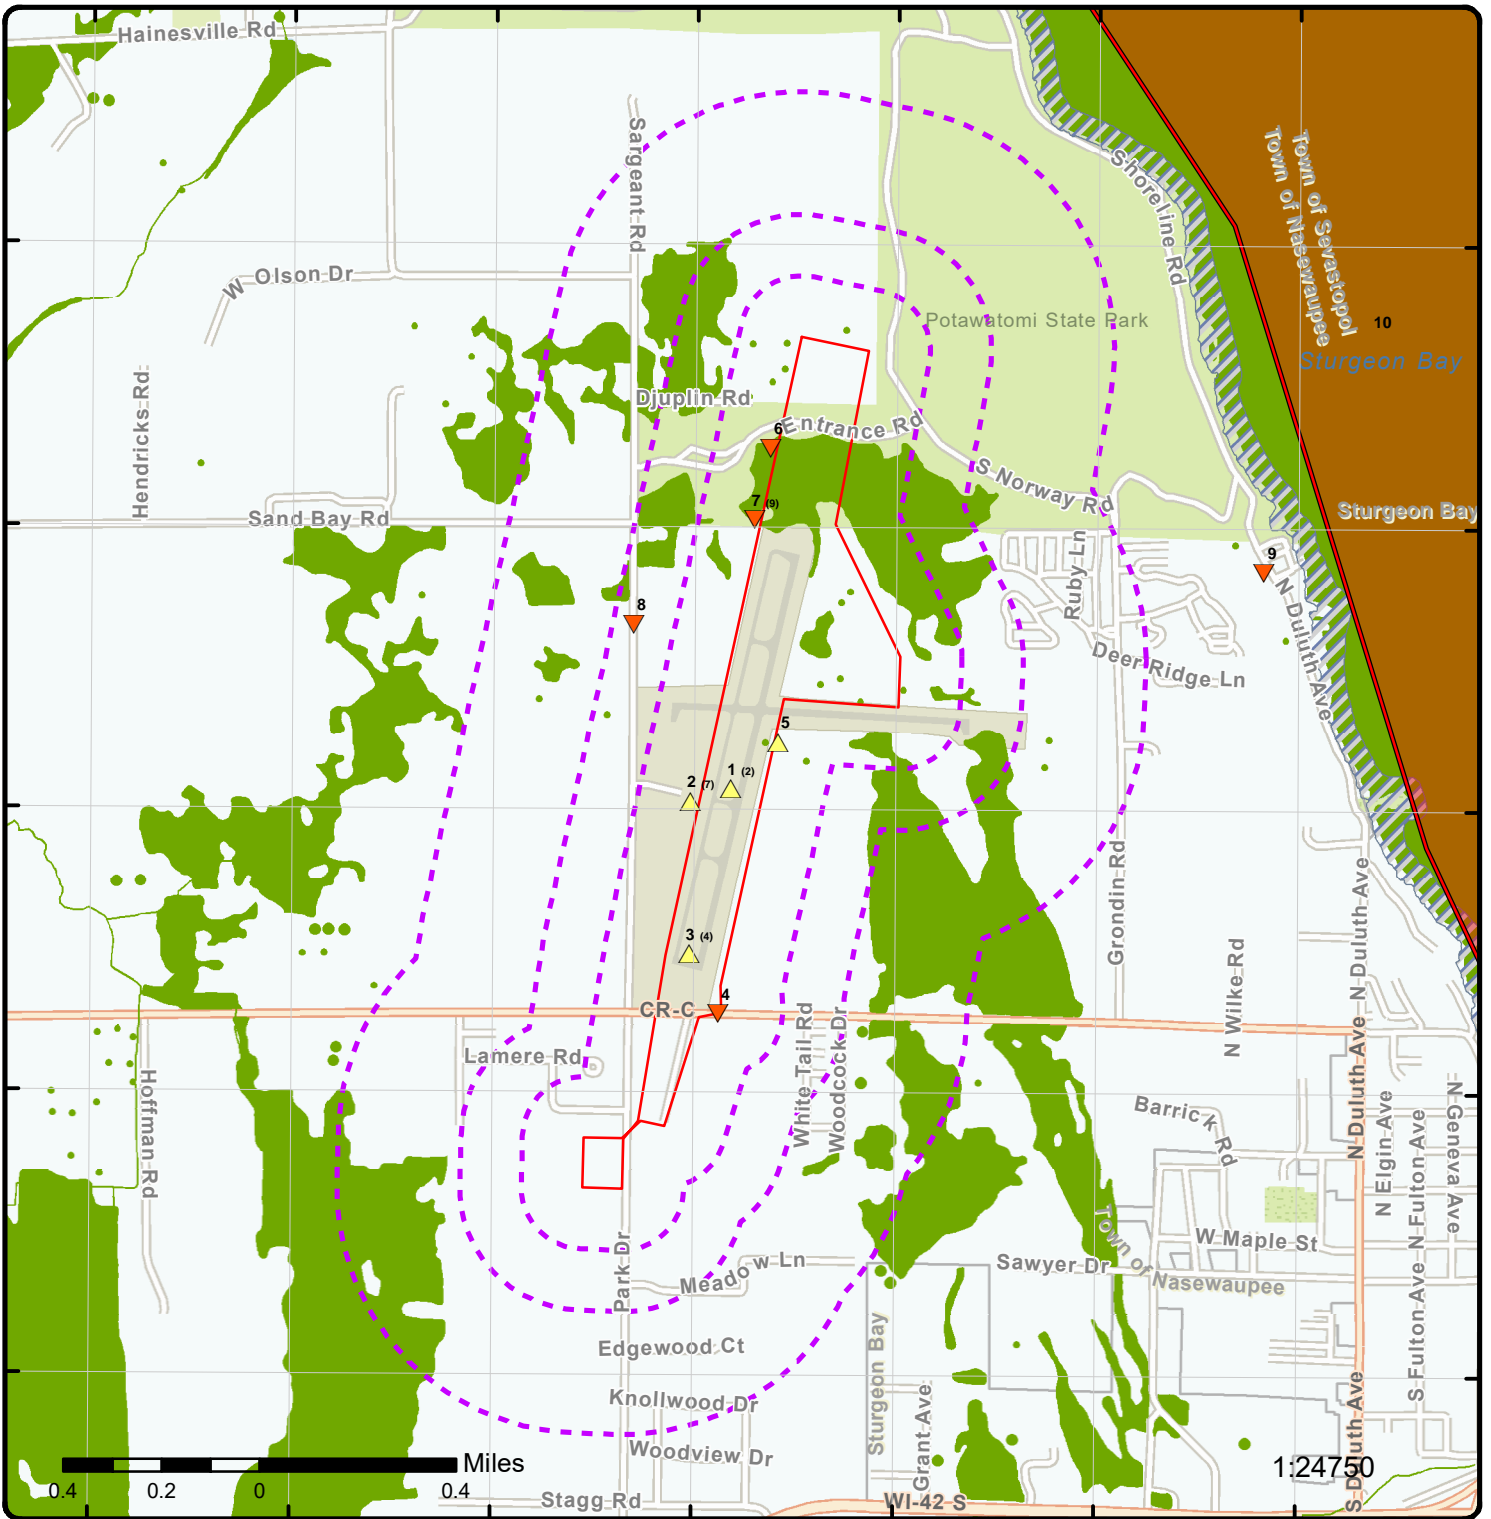 Hainesville Rd
Sargeant Rd
Shoreline Rd
Town of Sevastopol
Town of Nasewaupee
W Olson Dr
Potawatomi State Park
10
Sturgeon Bay
Hendricks Rd
Djuplin Rd
6
Entrance Rd
S Norway Rd
7 (9)
Sand Bay Rd
Sturgeon Bay
Ruby Ln
9
8
N Duluth Ave
Deer Ridge Ln
5
1 (2)
2 (7)
Grondin Rd
N Duluth Ave
3 (4)
N Wilke Rd
CR-C
4
Lamere Rd
White Tail Rd
Woodcock Dr
N Duluth Ave
Hoffman Rd
Barrick Rd
N Elgin Ave
N Fulton Ave
N Geneva Ave
Park Dr
Meadow Ln
Sawyer Dr
W Maple St
Town of Nasewaupee
Edgewood Ct
Sturgeon Bay
S Fulton Ave
Knollwood Dr
Grant Ave
S Duluth Ave
Woodview Dr
Miles
1:24750
0.4 0.2 0 0.4
Stagg Rd
WI-42 S